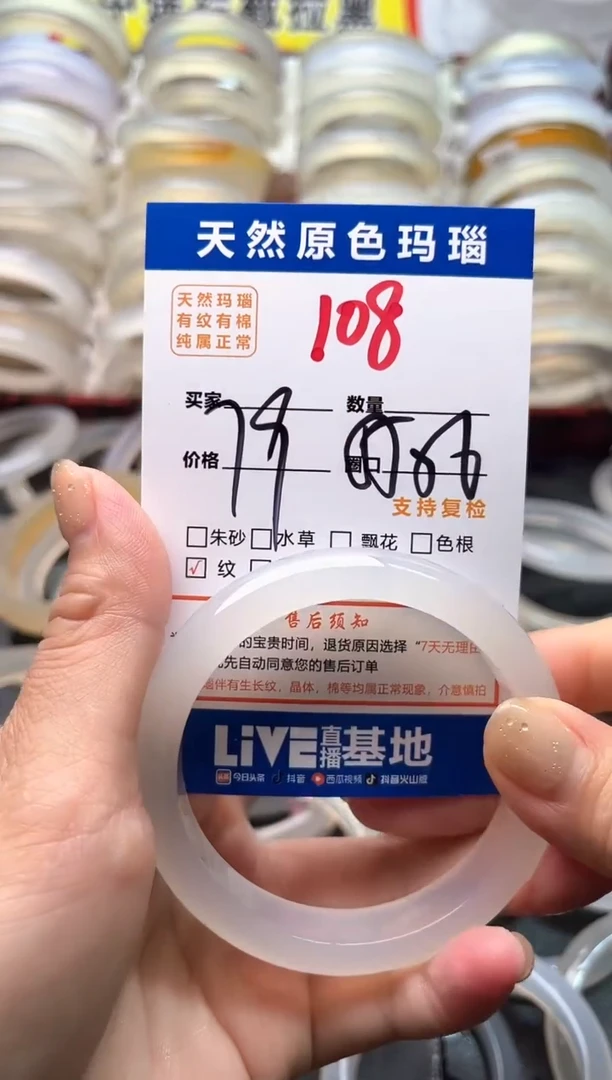 天然原色玛瑙
天然玛瑙
有纹有棉
纯属正常
108
买家 数量
价格 圈口
支持复检
朱砂 水草 飘花 色根
√ 纹
售后须知
的宝贵时间，退货原因选择“7天无理由
先自动同意您的售后订单
伴有生长纹，晶体，棉等均属正常现象，介意慎拍
LiVE直播基地
今日头条 抖音 西瓜视频 抖音火山版